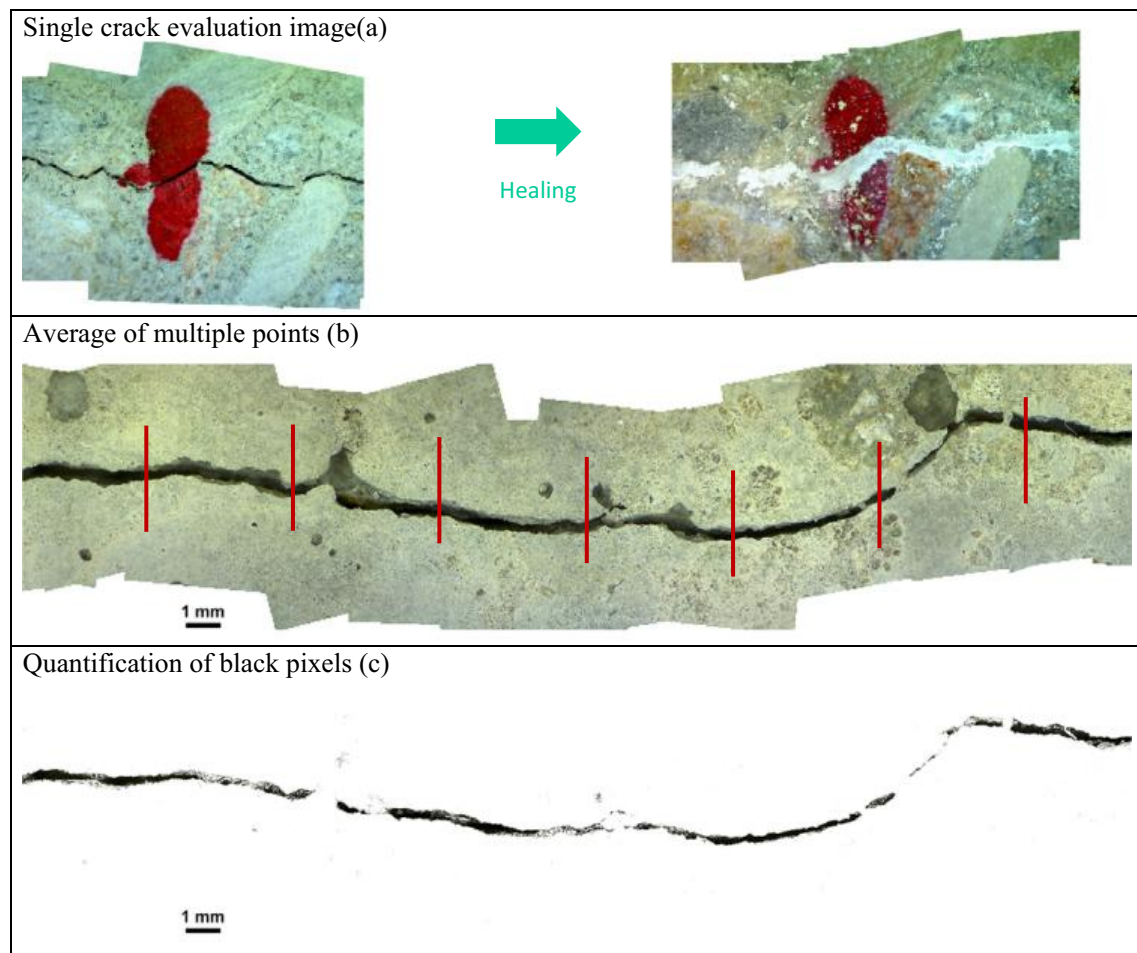 Single crack evaluation image(a)
Healing
Average of multiple points (b)
1 mm
Quantification of black pixels (c)
1 mm